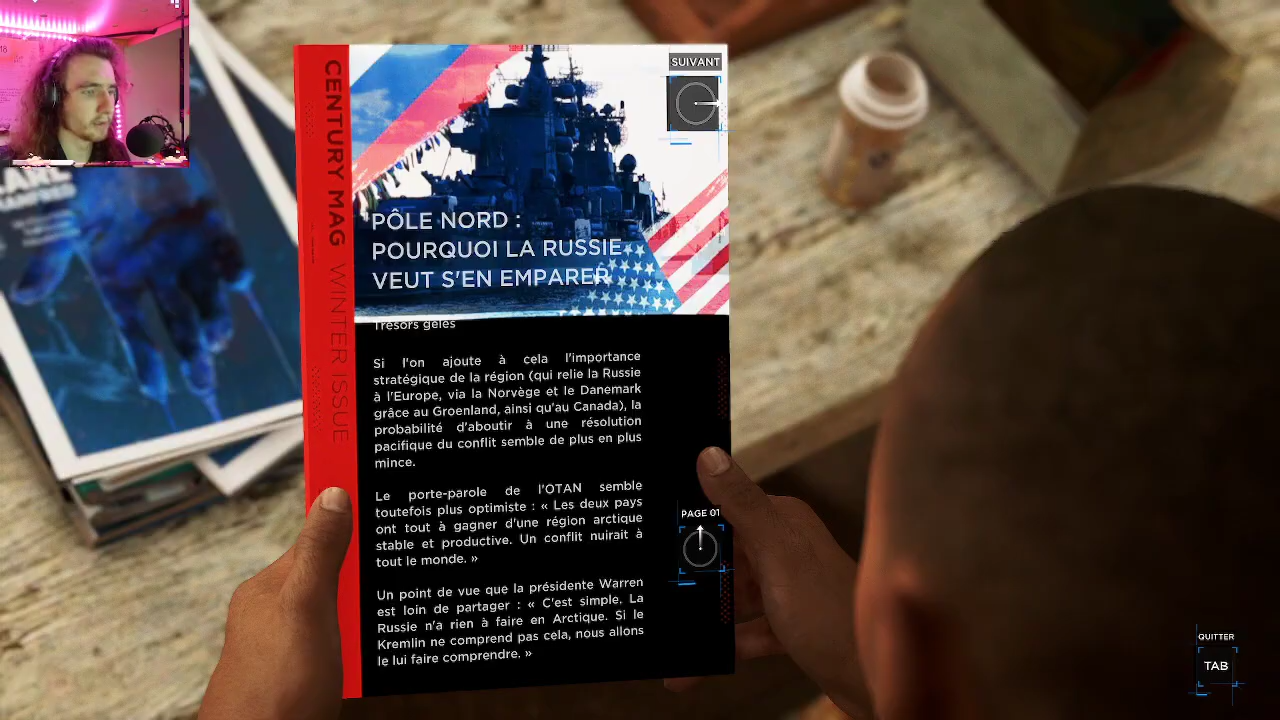 18
CENTURY MAG WINTER ISSUE
SUIVANT
PÔLE NORD :
POURQUOI LA RUSSIE
VEUT S'EN EMPARER
Trésors gelés
Si l'on ajoute à cela l'importance
stratégique de la région (qui relie la Russie
à l'Europe, via la Norvège et le Danemark
grâce au Groenland, ainsi qu'au Canada), la
probabilité d'aboutir à une résolution
pacifique du conflit semble de plus en plus
mince.
Le porte-parole de l'OTAN semble
toutefois plus optimiste : « Les deux pays
ont tout à gagner d'une région arctique
stable et productive. Un conflit nuirait à
tout le monde. »
Un point de vue que la présidente Warren
est loin de partager : « C'est simple. La
Russie n'a rien à faire en Arctique. Si le
Kremlin ne comprend pas cela, nous allons
le lui faire comprendre. »
PAGE 01
QUITTER
TAB